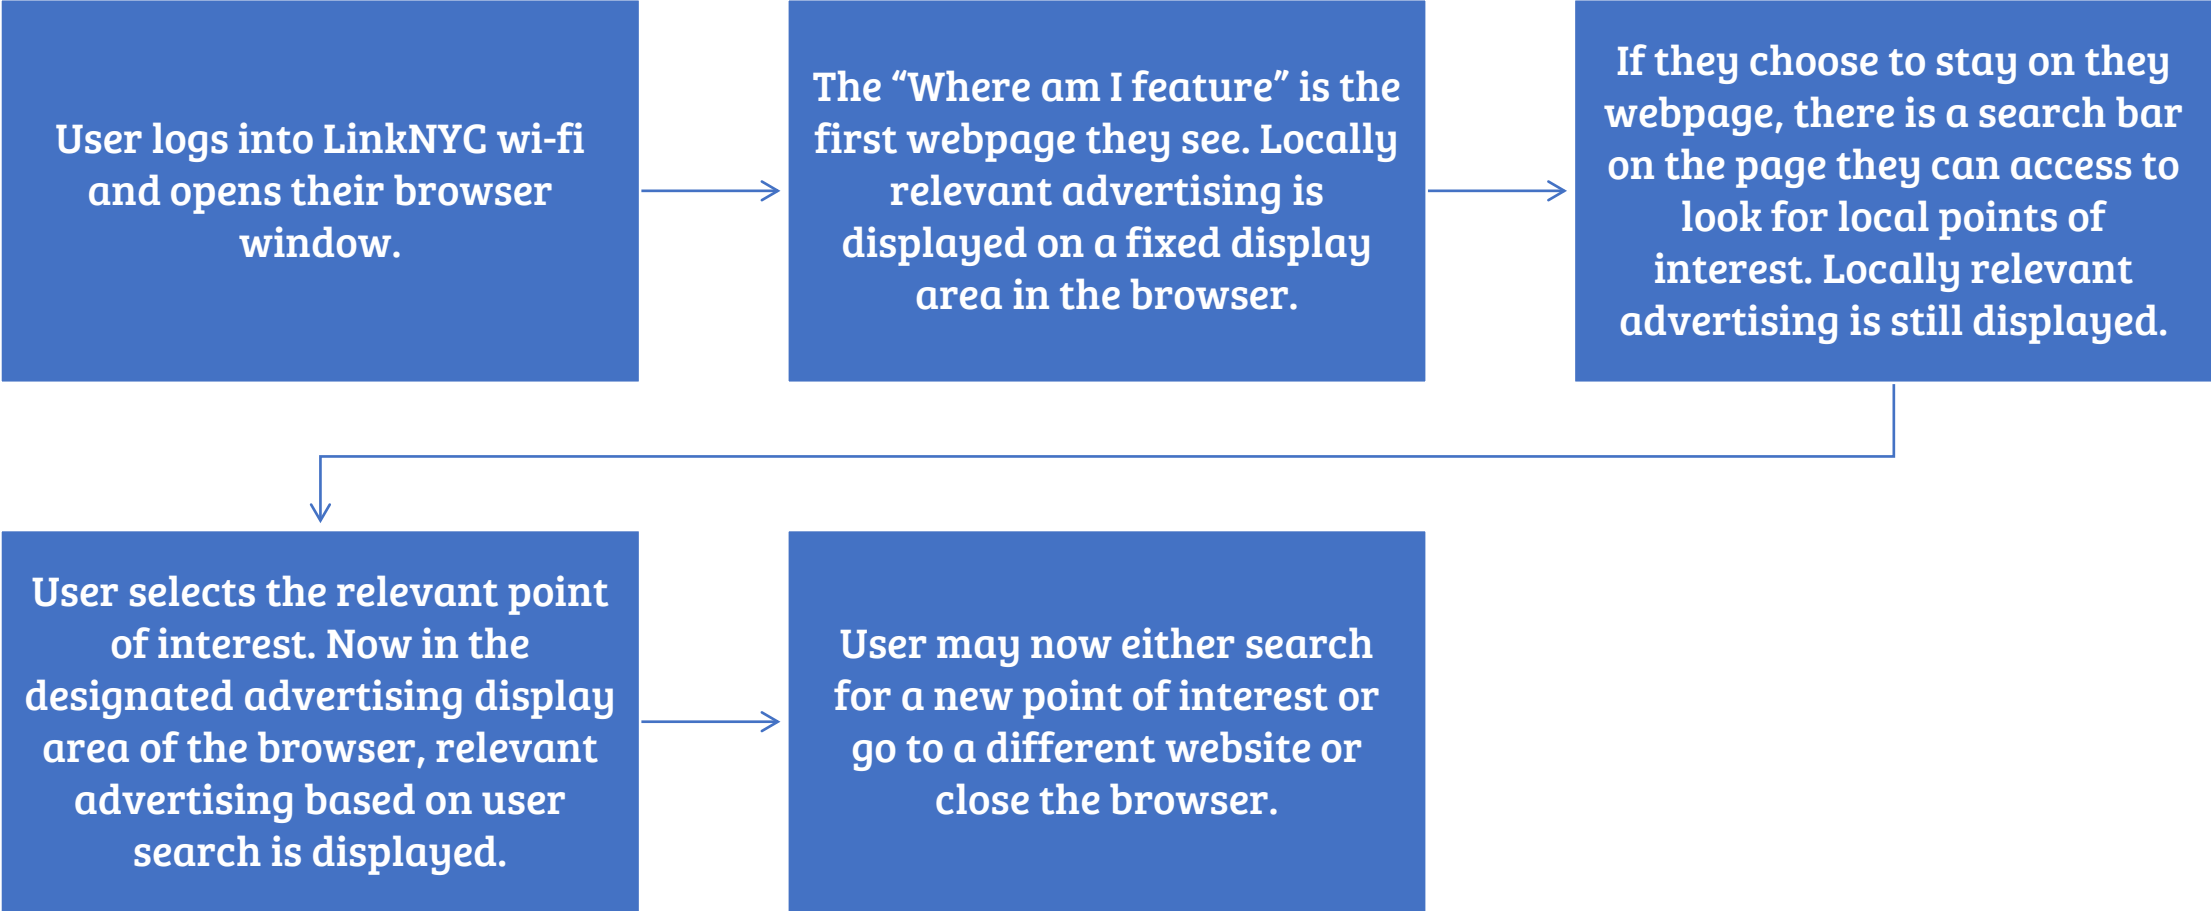 User logs into LinkNYC wi-fi
and opens their browser
window.
The “Where am I feature” is the
first webpage they see. Locally
relevant advertising is
displayed on a fixed display
area in the browser.
If they choose to stay on they
webpage, there is a search bar
on the page they can access to
look for local points of
interest. Locally relevant
advertising is still displayed.
User selects the relevant point
of interest. Now in the
designated advertising display
area of the browser, relevant
advertising based on user
search is displayed.
User may now either search
for a new point of interest or
go to a different website or
close the browser.